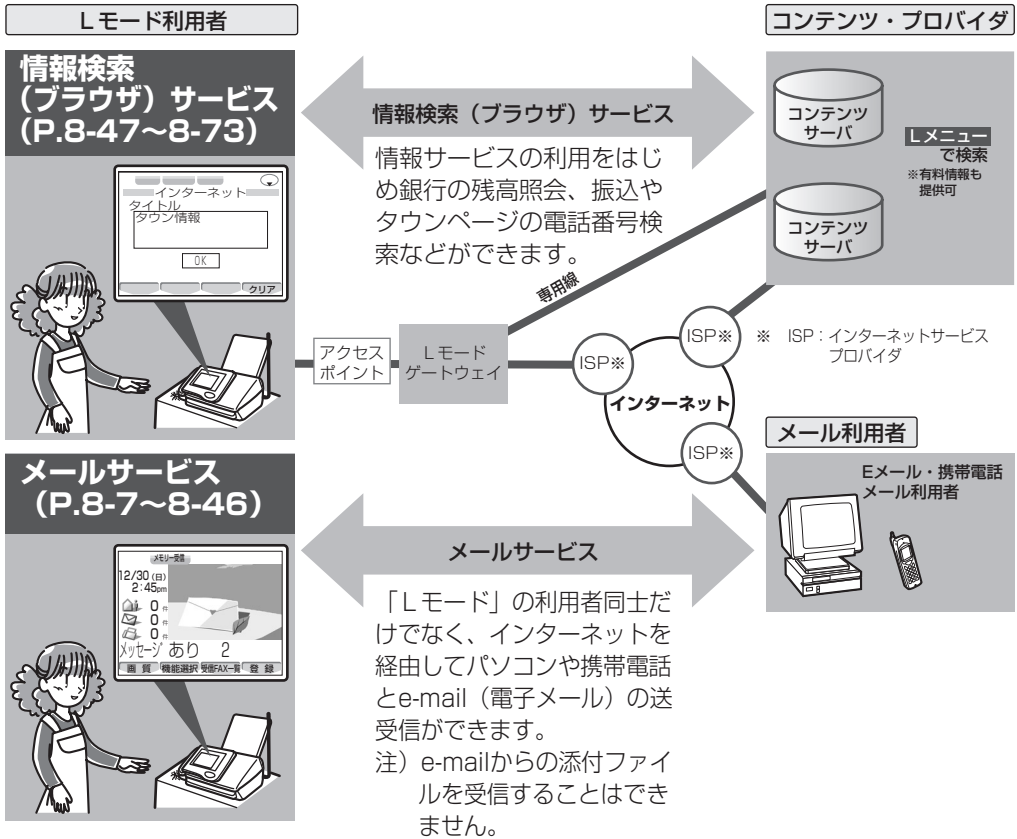 Ｌモード利用者
コンテンツ・プロバイダ
情報検索
（ブラウザ）サービス
（P.8-47～8-73）
インターネット
タイトル
タウン情報
OK
クリア
情報検索（ブラウザ）サービス
情報サービスの利用をはじ
め銀行の残高照会、振込や
タウンページの電話番号検
索などができます。
コンテンツ
サーバ
Ｌメニュー
で検索
※有料情報も
提供可
コンテンツ
サーバ
専用線
アクセス
ポイント
Ｌモード
ゲートウェイ
ISP※
ISP※
※　ISP：インターネットサービス
プロバイダ
インターネット
ISP※
メールサービス
（P.8-7～8-46）
メモリー受信
12/30 (日)
2:45pm
0 件
0 件
0 件
メッセージ あり 2
画 質 機能選択 受信FAX一覧 登 録
メールサービス
「Ｌモード」の利用者同士だ
けでなく、インターネットを
経由してパソコンや携帯電話
とe-mail（電子メール）の送
受信ができます。
注）e-mailからの添付ファイ
ルを受信することはでき
ません。
メール利用者
Eメール・携帯電話
メール利用者